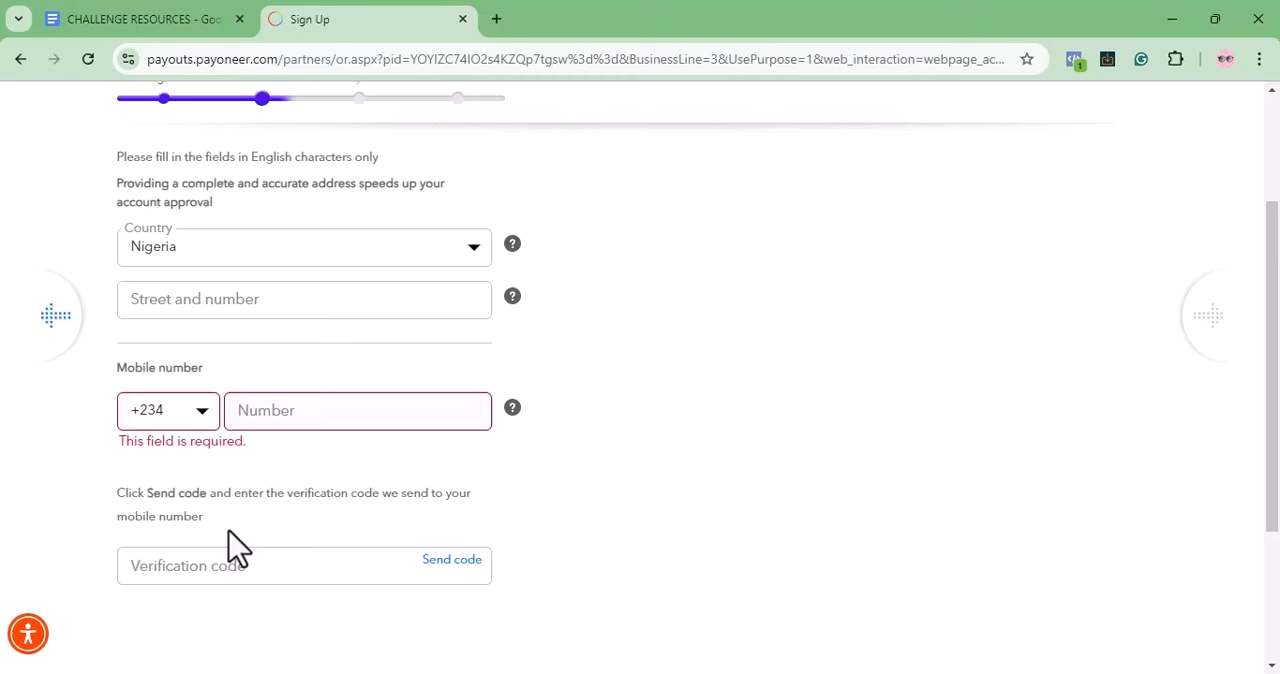 CHALLENGE RESOURCES - Goo
Sign Up
payouts.payoneer.com/partners/or.aspx?pid=YOYIZC74IO2s4KZQp7tgsw%3d%3d&BusinessLine=3&UsePurpose=1&web_interaction=webpage_ac...
1
Please fill in the fields in English characters only
Providing a complete and accurate address speeds up your
account approval
Country
Nigeria
?
Street and number
?
Mobile number
+234
Number
?
This field is required.
Click Send code and enter the verification code we send to your
mobile number
Verification code
Send code